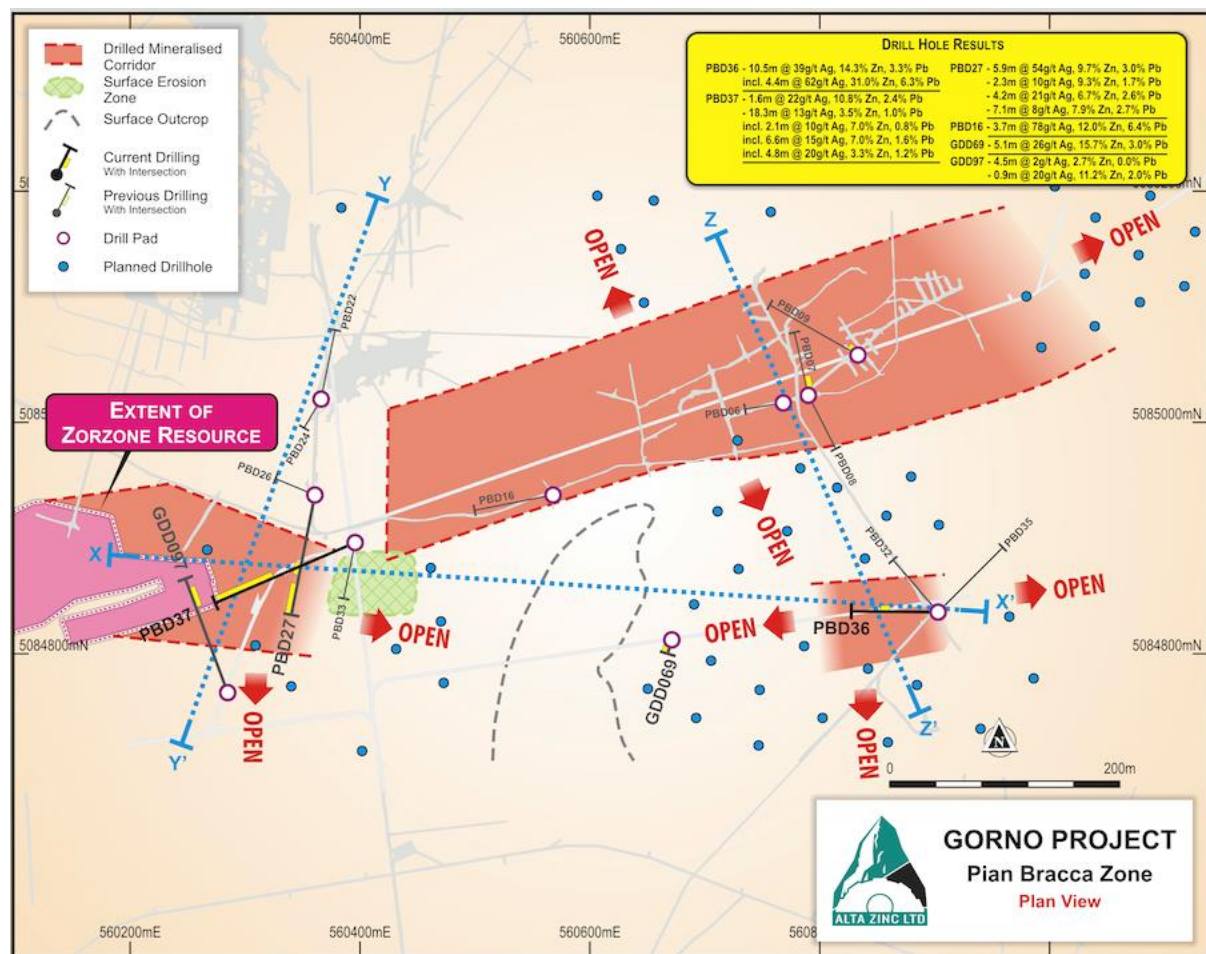 560400mE
560600mE
Drilled Mineralised
Corridor
Surface Erosion
Zone
Surface Outcrop
Current Drilling
With Intersection
Previous Drilling
With Intersection
Drill Pad
Planned Drillhole
DRILL HOLE RESULTS
PBD36 - 10.5m @ 39g/t Ag, 14.3% Zn, 3.3% Pb
incl. 4.4m @ 62g/t Ag, 31.0% Zn, 6.3% Pb
PBD37 - 1.6m @ 22g/t Ag, 10.8% Zn, 2.4% Pb
- 18.3m @ 13g/t Ag, 3.5% Zn, 1.0% Pb
incl. 2.1m @ 10g/t Ag, 7.0% Zn, 0.8% Pb
incl. 6.6m @ 15g/t Ag, 7.0% Zn, 1.6% Pb
incl. 4.8m @ 20g/t Ag, 3.3% Zn, 1.2% Pb
PBD27 - 5.9m @ 54g/t Ag, 9.7% Zn, 3.0% Pb
- 2.3m @ 10g/t Ag, 9.3% Zn, 1.7% Pb
- 4.2m @ 21g/t Ag, 6.7% Zn, 2.6% Pb
- 7.1m @ 8g/t Ag, 7.9% Zn, 2.7% Pb
PBD16 - 3.7m @ 78g/t Ag, 12.0% Zn, 6.4% Pb
GDD69 - 5.1m @ 26g/t Ag, 15.7% Zn, 3.0% Pb
GDD97 - 4.5m @ 2g/t Ag, 2.7% Zn, 0.0% Pb
- 0.9m @ 20g/t Ag, 11.2% Zn, 2.0% Pb
Y
Z
OPEN
OPEN
PBD22
PBD09
PBD07
PBD06
EXTENT OF
ZORZONE RESOURCE
5085000mN
PBD24
PBD26
PBD08
PBD16
OPEN
GDD097
X
PBD32
PBD35
PBD37
PBD27
PBD33
OPEN
OPEN
PBD36
X'
OPEN
5084800mN
5084800mN
GDD069
OPEN
OPEN
Y'
Z'
N
0
200m
GORNO PROJECT
Pian Bracca Zone
Plan View
ALTA ZINC LTD
560200mE
560400mE
560600mE